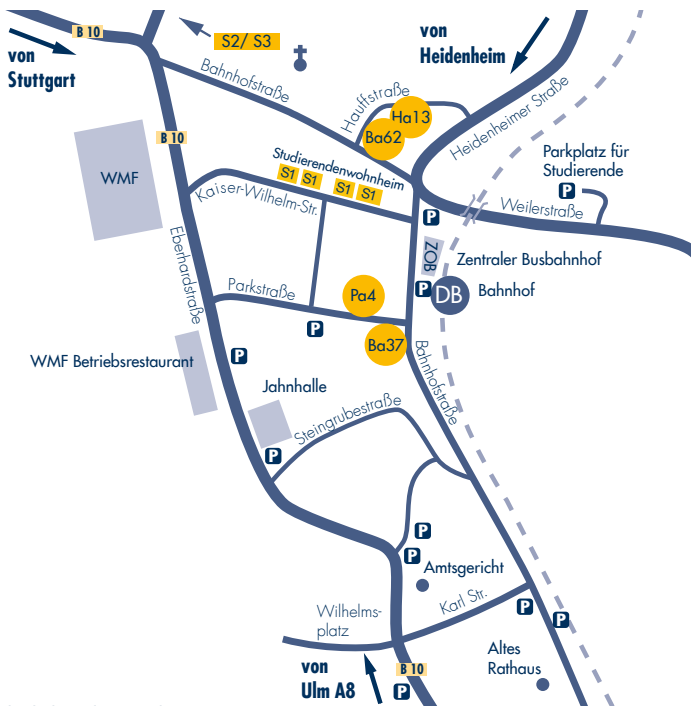 B 10
S2/ S3
von
Stuttgart
von
Heidenheim
Bahnhofstraße
Hauffstraße
Ha13
Ba62
Heidenheimer Straße
B 10
WMF
Studierendenwohnheim
S1
S1
S1
S1
Parkplatz für
Studierende
P
Kaiser-Wilhelm-Str.
P
Weilerstraße
Eberhardstraße
ZOB
Zentraler Busbahnhof
Parkstraße
Pa4
P
DB
Bahnhof
P
Ba37
WMF Betriebsrestaurant
P
Bahnhofstraße
Jahnhalle
Steingrubestraße
P
P
P
Amtsgericht
Karl Str.
Wilhelms-
platz
P
P
von
Ulm A8
B 10
P
Altes
Rathaus